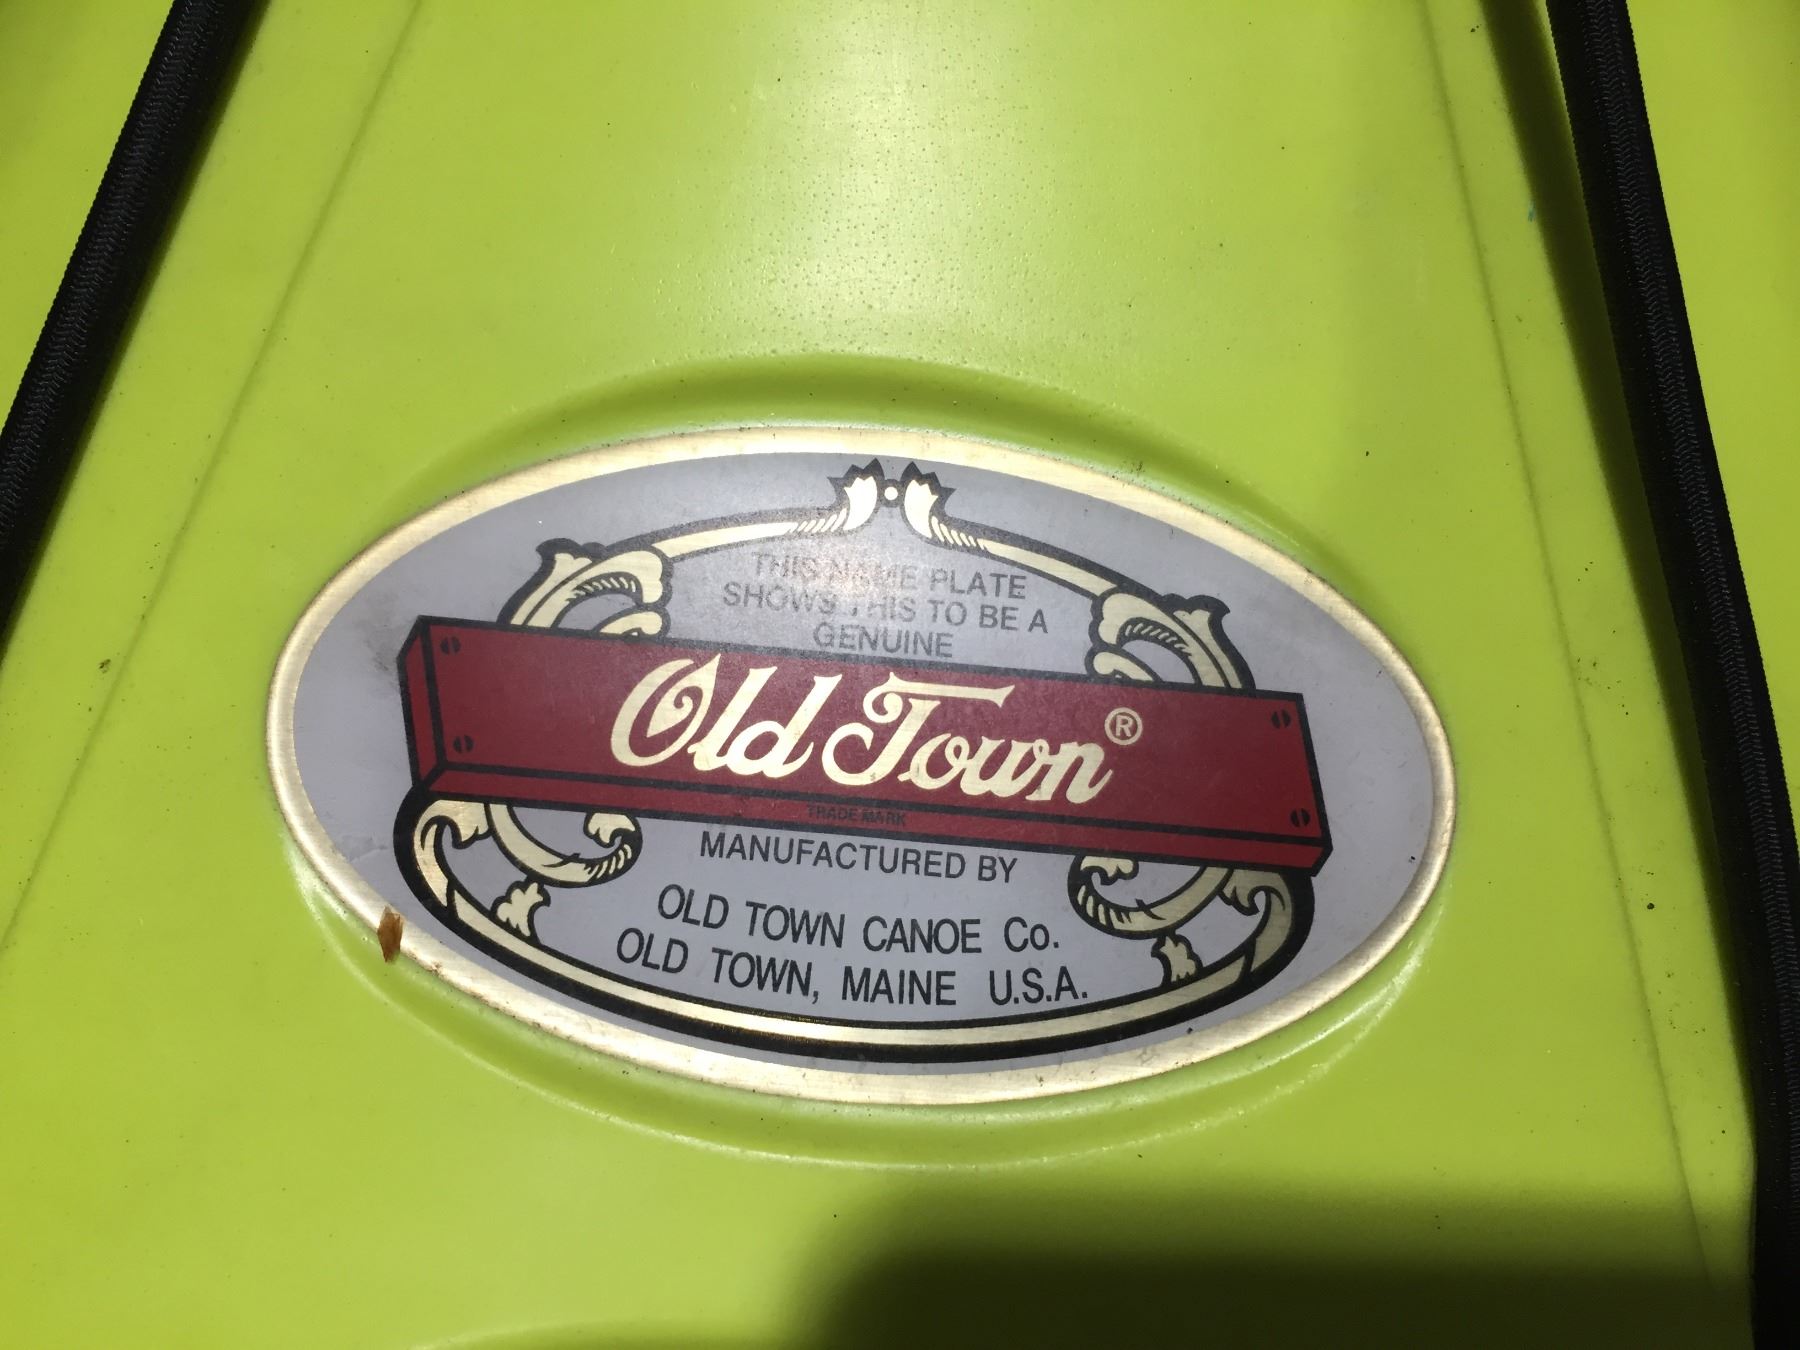 THIS NAME PLATE
SHOWS THIS TO BE A
GENUINE
Old Town®
TRADE MARK
MANUFACTURED BY
OLD TOWN CANOE Co.
OLD TOWN, MAINE U.S.A.